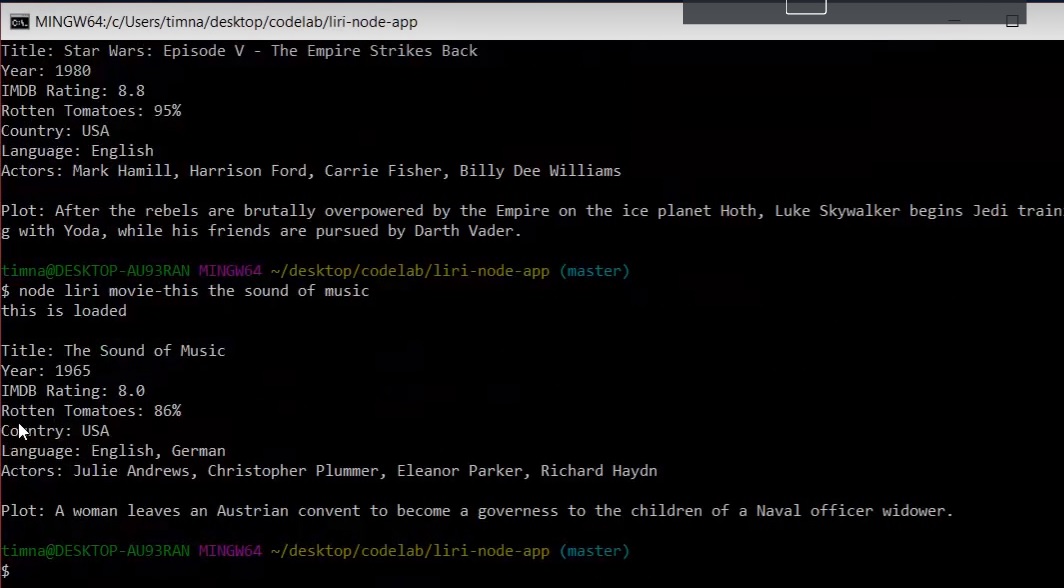 MINGW64:/c/Users/timna/desktop/codelab/liri-node-app
Title: Star Wars: Episode V - The Empire Strikes Back
Year: 1980
IMDB Rating: 8.8
Rotten Tomatoes: 95%
Country: USA
Language: English
Actors: Mark Hamill, Harrison Ford, Carrie Fisher, Billy Dee Williams
Plot: After the rebels are brutally overpowered by the Empire on the ice planet Hoth, Luke Skywalker begins Jedi trainin
g with Yoda, while his friends are pursued by Darth Vader.
timna@DESKTOP-AU93RAN MINGW64 ~/desktop/codelab/liri-node-app (master)
$ node liri movie-this the sound of music
this is loaded
Title: The Sound of Music
Year: 1965
IMDB Rating: 8.0
Rotten Tomatoes: 86%
Country: USA
Language: English, German
Actors: Julie Andrews, Christopher Plummer, Eleanor Parker, Richard Haydn
Plot: A woman leaves an Austrian convent to become a governess to the children of a Naval officer widower.
timna@DESKTOP-AU93RAN MINGW64 ~/desktop/codelab/liri-node-app (master)
$